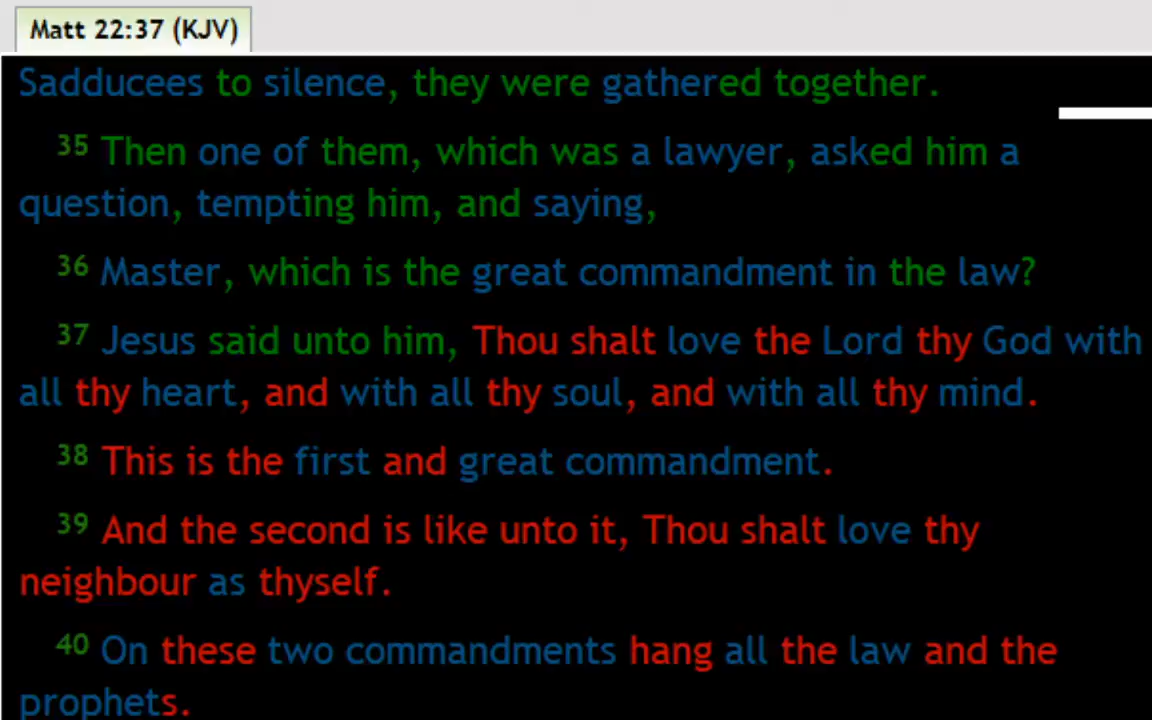 Matt 22:37 (KJV)
Sadducees to silence, they were gathered together.
35 Then one of them, which was a lawyer, asked him a
question, tempting him, and saying,
36 Master, which is the great commandment in the law?
37 Jesus said unto him, Thou shalt love the Lord thy God with
all thy heart, and with all thy soul, and with all thy mind.
38 This is the first and great commandment.
39 And the second is like unto it, Thou shalt love thy
neighbour as thyself.
40 On these two commandments hang all the law and the
prophets.